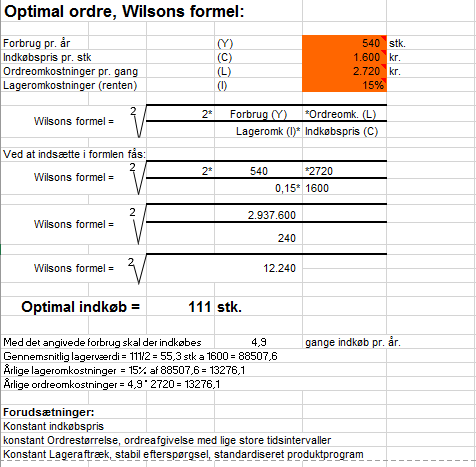 Optimal ordre, Wilsons formel:
Forbrug pr. år (Y) 540 stk.
Indkøbspris pr. stk (C) 1.600 kr.
Ordreomkostninger pr. gang (L) 2.720 kr.
Lageromkostninger (renten) (I) 15%
2 2* Forbrug (Y) *Ordreomk. (L)
Wilsons formel =
Lageromk (I)* Indkøbspris (C)
Ved at indsætte i formlen fås:
2 2* 540 *2720
Wilsons formel =
0,15* 1600
2 2.937.600
Wilsons formel =
240
2
Wilsons formel = 12.240
Optimal indkøb = 111 stk.
Med det angivede forbrug skal der indkøbes 4,9 gange indkøb pr. år.
Gennemsnitlig lagerværdi = 111/2 = 55,3 stk a 1600 = 88507,6
Årlige lageromkostninger = 15% af 88507,6 = 13276,1
Årlige ordreomkostninger = 4,9 * 2720 = 13276,1
Forudsætninger:
Konstant indkøbspris
konstant Ordrestørrelse, ordreafgivelse med lige store tidsintervaller
Konstant Lageraftræk, stabil efterspørgsel, standardiseret produktprogram